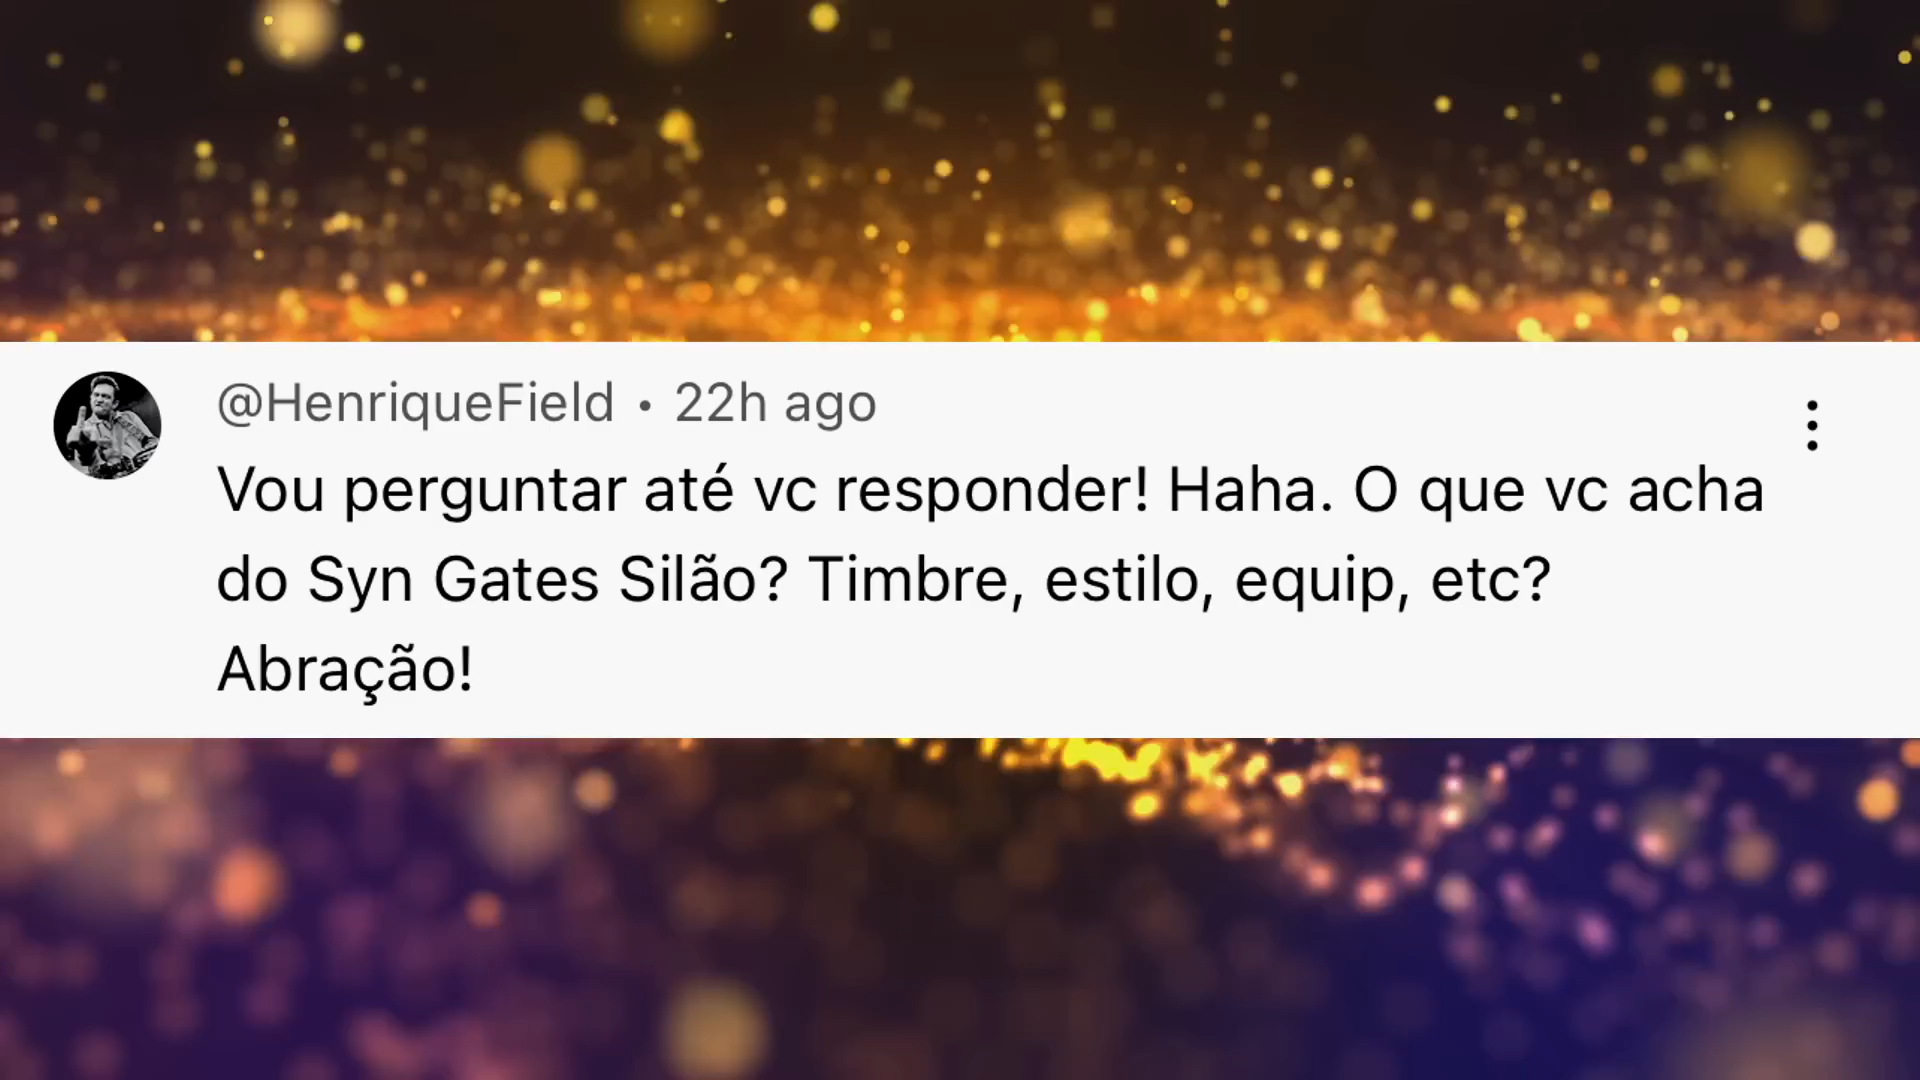 @HenriqueField • 22h ago
Vou perguntar até vc responder! Haha. O que vc acha
do Syn Gates Silão? Timbre, estilo, equip, etc?
Abração!